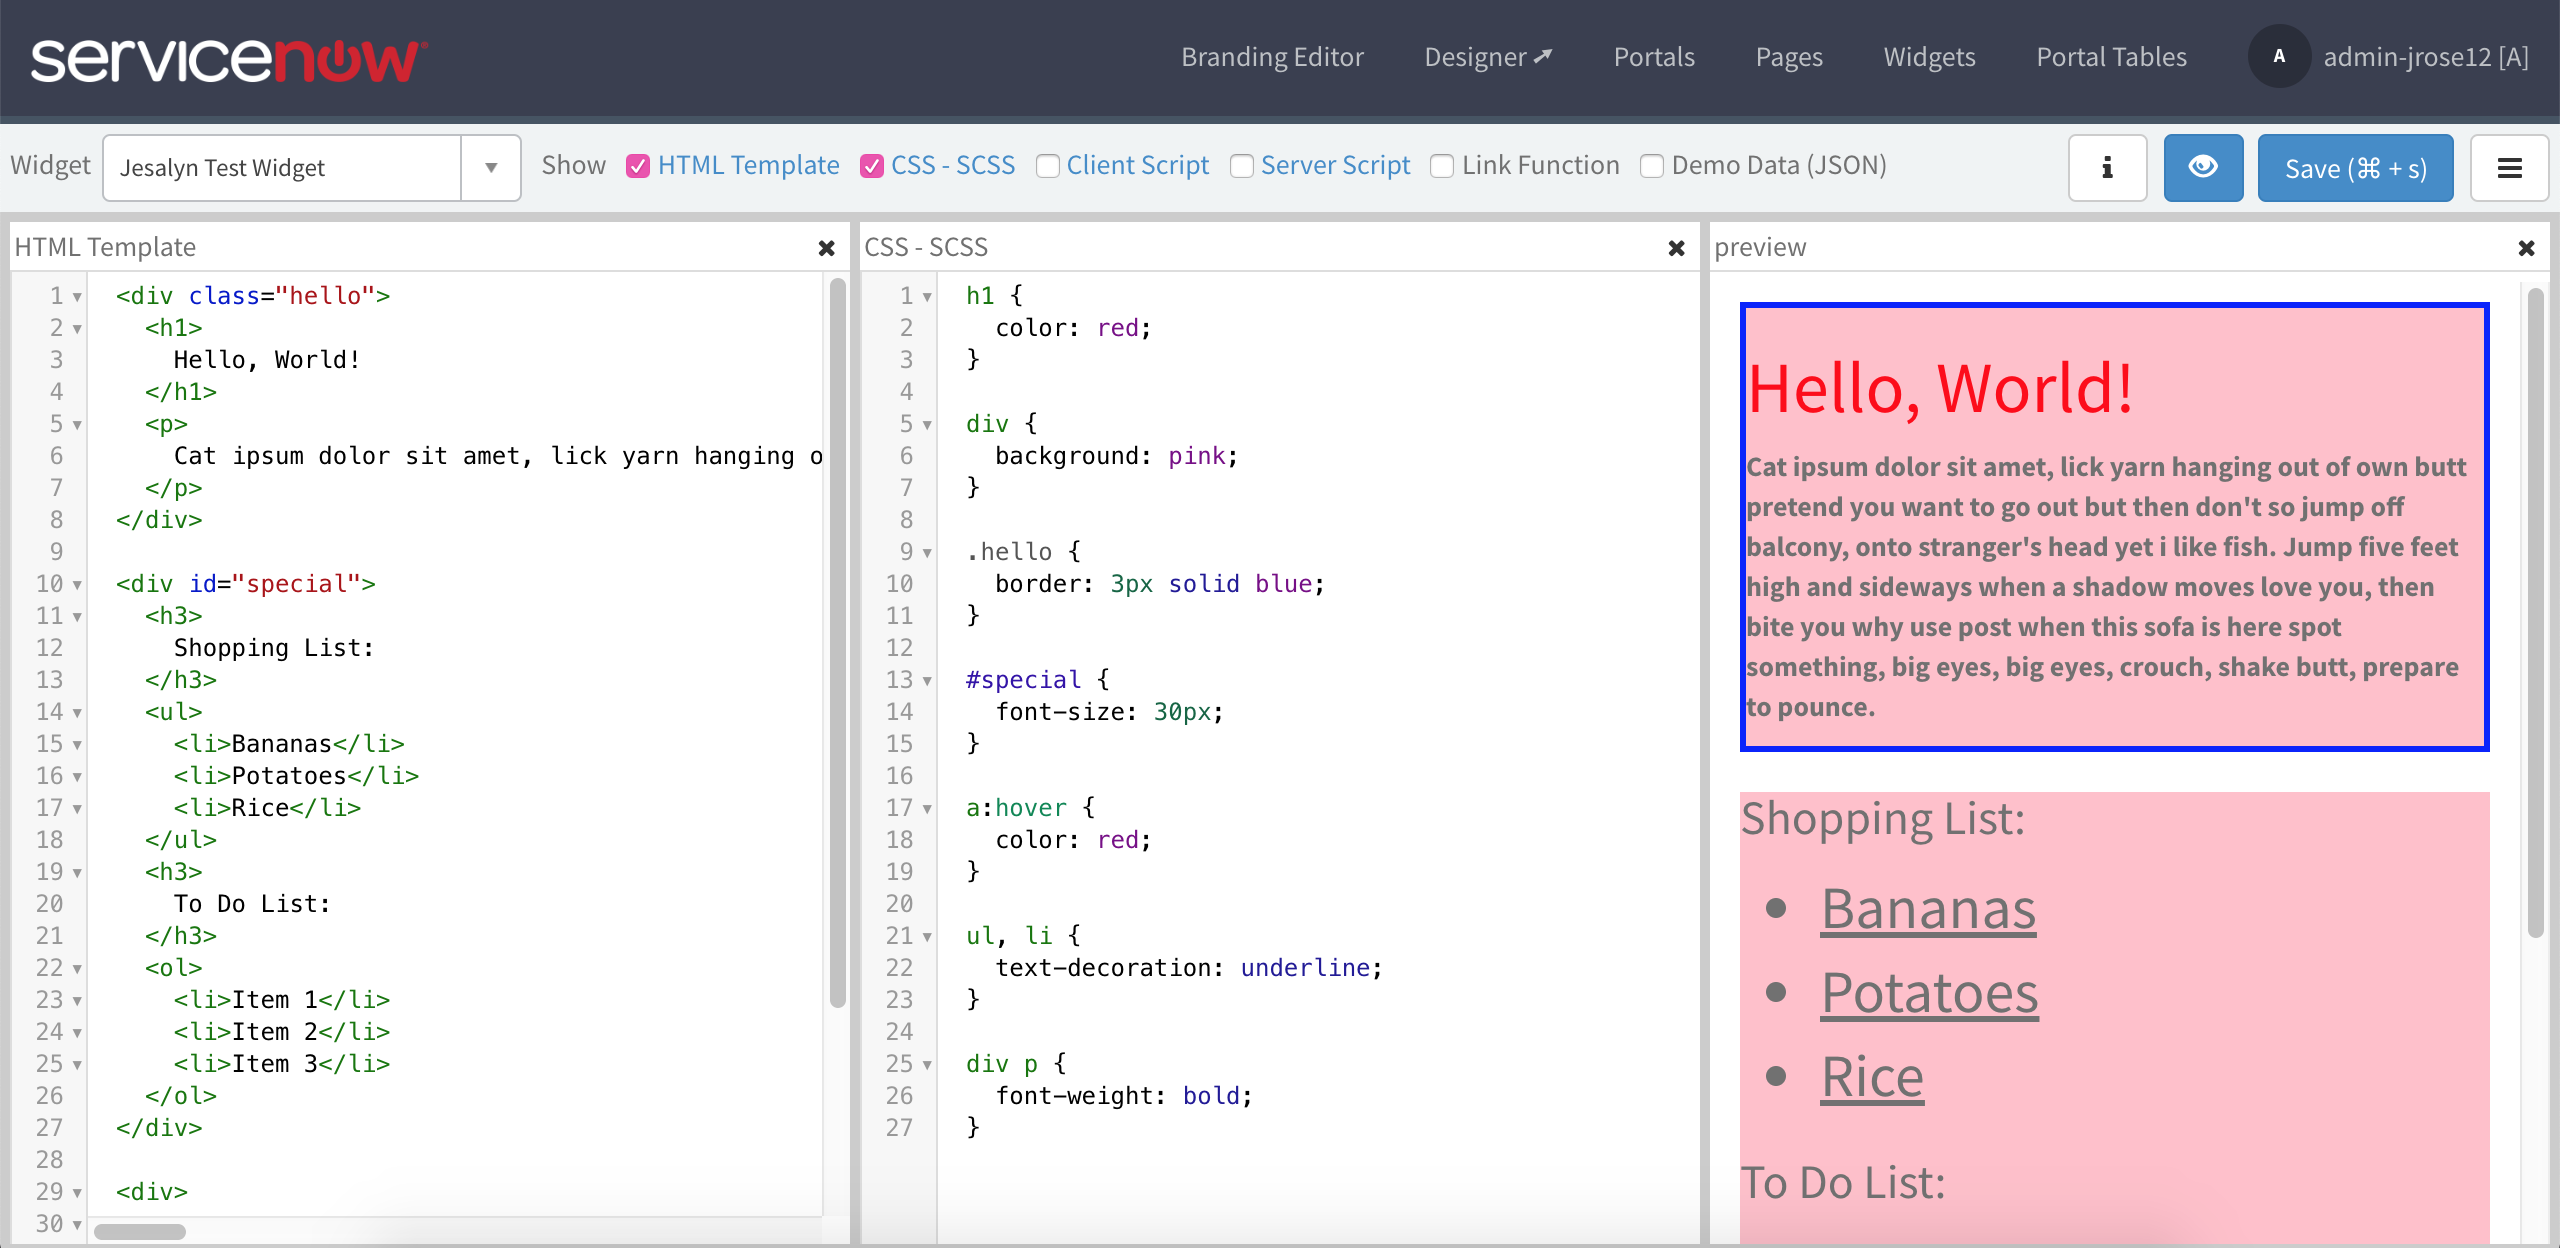 servicenow
Branding Editor Designer Portals Pages Widgets Portal Tables A admin-jrose12 [A]
Widget Jesalyn Test Widget Show HTML Template CSS - SCSS Client Script Server Script Link Function Demo Data (JSON) i Save (⌘ + s)
HTML Template
1 <div class="hello">
2 <h1>
3 Hello, World!
4 </h1>
5 <p>
6 Cat ipsum dolor sit amet, lick yarn hanging o
7 </p>
8 </div>
9
10 <div id="special">
11 <h3>
12 Shopping List:
13 </h3>
14 <ul>
15 <li>Bananas</li>
16 <li>Potatoes</li>
17 <li>Rice</li>
18 </ul>
19 <h3>
20 To Do List:
21 </h3>
22 <ol>
23 <li>Item 1</li>
24 <li>Item 2</li>
25 <li>Item 3</li>
26 </ol>
27 </div>
28
29 <div>
30
CSS - SCSS
1 h1 {
2 color: red;
3 }
4
5 div {
6 background: pink;
7 }
8
9 .hello {
10 border: 3px solid blue;
11 }
12
13 #special {
14 font-size: 30px;
15 }
16
17 a:hover {
18 color: red;
19 }
20
21 ul, li {
22 text-decoration: underline;
23 }
24
25 div p {
26 font-weight: bold;
27 }
preview
Hello, World!
Cat ipsum dolor sit amet, lick yarn hanging out of own butt
pretend you want to go out but then don't so jump off
balcony, onto stranger's head yet i like fish. Jump five feet
high and sideways when a shadow moves love you, then
bite you why use post when this sofa is here spot
something, big eyes, big eyes, crouch, shake butt, prepare
to pounce.
Shopping List:
• Bananas
• Potatoes
• Rice
To Do List: